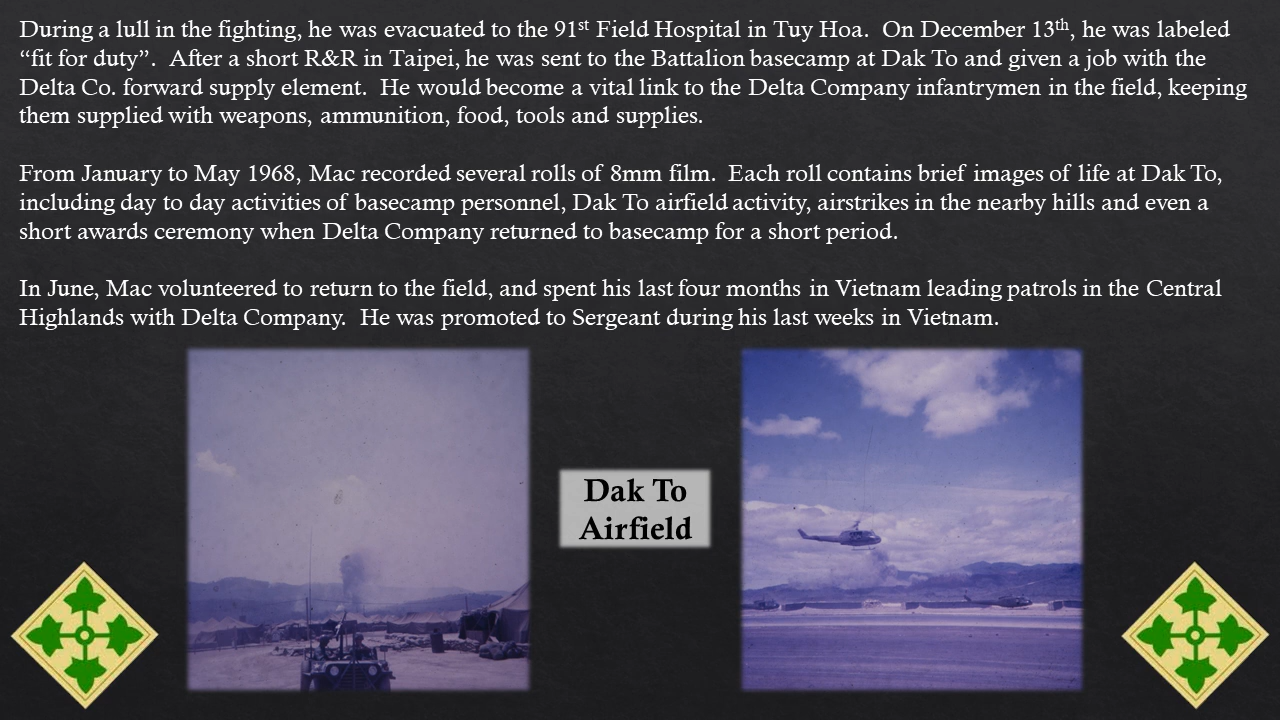 During a lull in the fighting, he was evacuated to the 91st Field Hospital in Tuy Hoa.  On December 13th, he was labeled
“fit for duty”.  After a short R&R in Taipei, he was sent to the Battalion basecamp at Dak To and given a job with the
Delta Co. forward supply element.  He would become a vital link to the Delta Company infantrymen in the field, keeping
them supplied with weapons, ammunition, food, tools and supplies.
From January to May 1968, Mac recorded several rolls of 8mm film.  Each roll contains brief images of life at Dak To,
including day to day activities of basecamp personnel, Dak To airfield activity, airstrikes in the nearby hills and even a
short awards ceremony when Delta Company returned to basecamp for a short period.
In June, Mac volunteered to return to the field, and spent his last four months in Vietnam leading patrols in the Central
Highlands with Delta Company.  He was promoted to Sergeant during his last weeks in Vietnam.
Dak To
Airfield